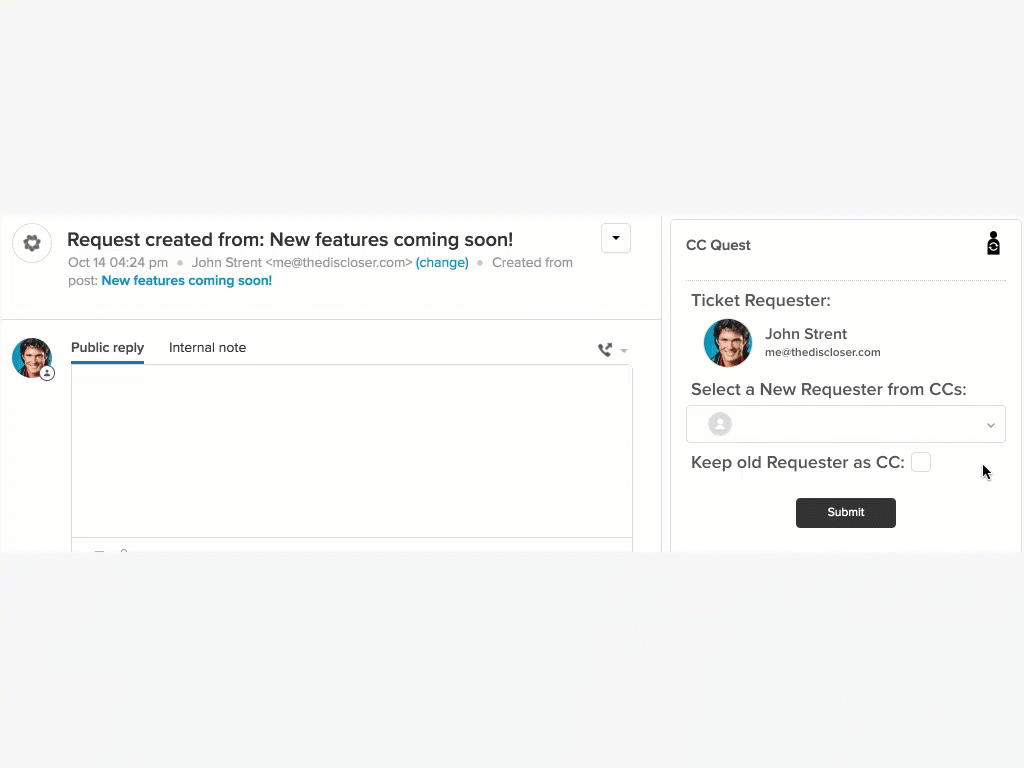 Request created from: New features coming soon!
Oct 14 04:24 pm • John Strent <me@thediscloser.com> (change) • Created from
post: New features coming soon!
Public reply Internal note
CC Quest
Ticket Requester:
John Strent
me@thediscloser.com
Select a New Requester from CCs:
Keep old Requester as CC:
Submit